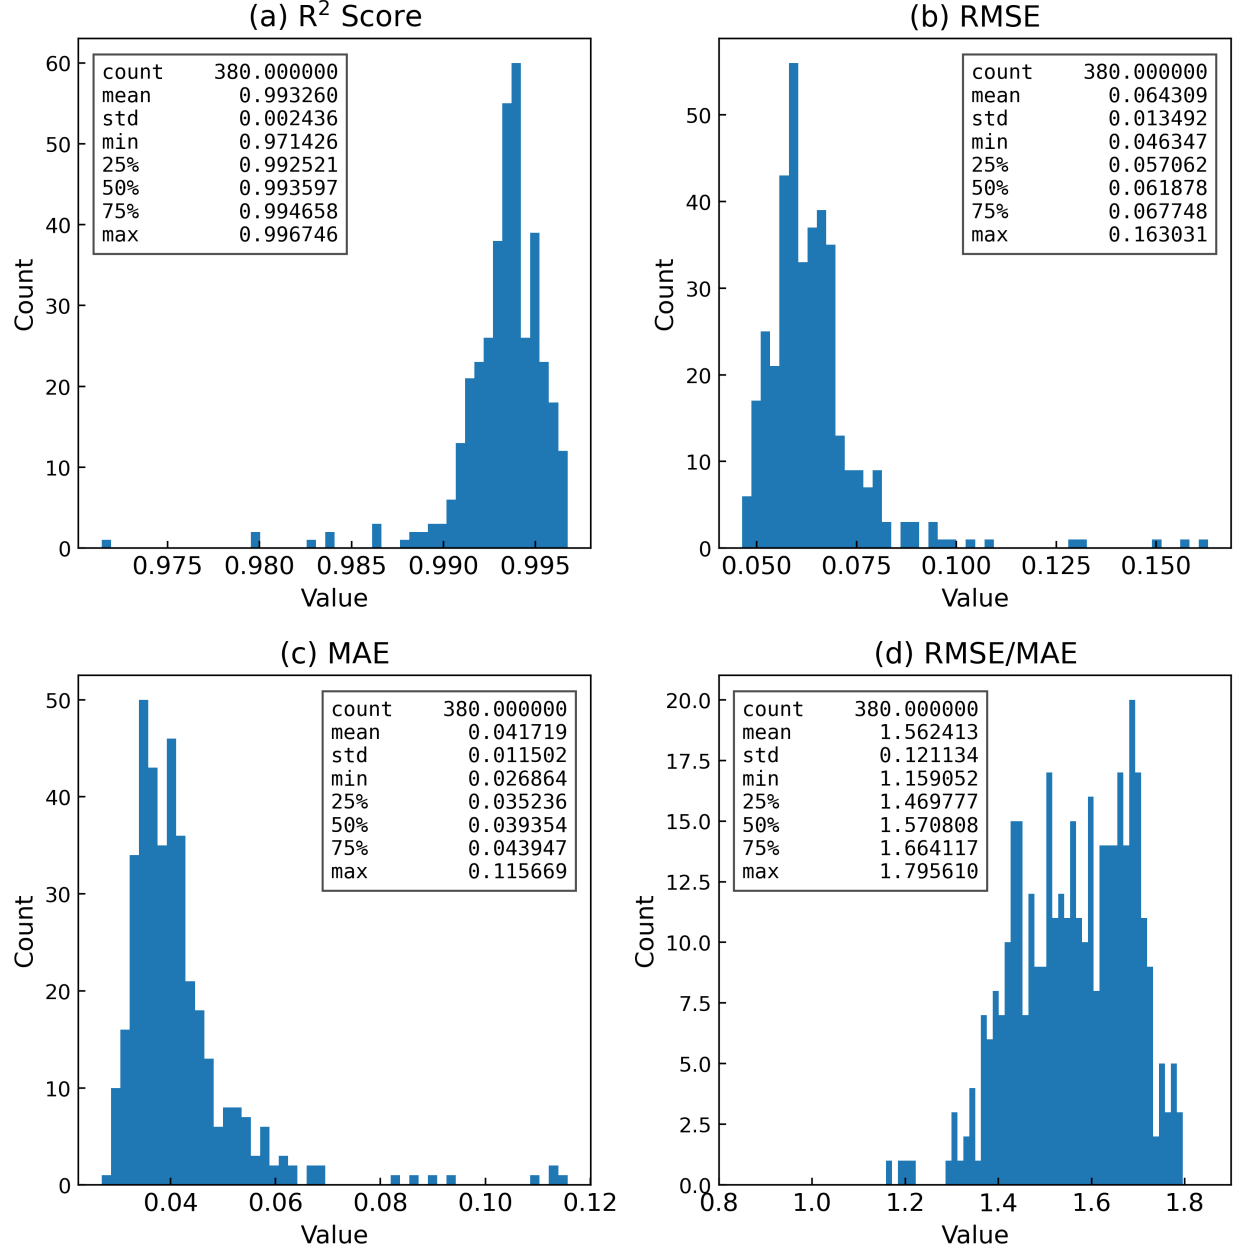 (a) R² Score
count 380.000000
mean 0.993260
std 0.002436
min 0.971426
25% 0.992521
50% 0.993597
75% 0.994658
max 0.996746
60
50
40
30
20
10
0
Count
0.975 0.980 0.985 0.990 0.995
Value
(b) RMSE
count 380.000000
mean 0.064309
std 0.013492
min 0.046347
25% 0.057062
50% 0.061878
75% 0.067748
max 0.163031
50
40
30
20
10
0
Count
0.050 0.075 0.100 0.125 0.150
Value
(c) MAE
count 380.000000
mean 0.041719
std 0.011502
min 0.026864
25% 0.035236
50% 0.039354
75% 0.043947
max 0.115669
50
40
30
20
10
0
Count
0.04 0.06 0.08 0.10 0.12
Value
(d) RMSE/MAE
count 380.000000
mean 1.562413
std 0.121134
min 1.159052
25% 1.469777
50% 1.570808
75% 1.664117
max 1.795610
20.0
17.5
15.0
12.5
10.0
7.5
5.0
2.5
0.0
Count
0.8 1.0 1.2 1.4 1.6 1.8
Value